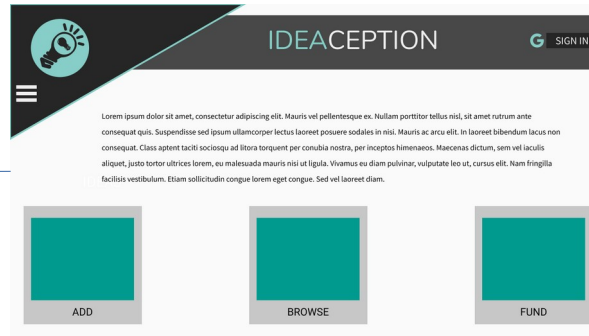 IDEACEPTION
G SIGN IN
Lorem ipsum dolor sit amet, consectetur adipiscing elit. Mauris vel pellentesque ex. Nullam porttitor tellus nisl, sit amet rutrum ante
consequat quis. Suspendisse sed ipsum ullamcorper lectus laoreet posuere sodales in nisi. Mauris ac arcu elit. In laoreet bibendum lacus non
consequat. Class aptent taciti sociosqu ad litora torquent per conubia nostra, per inceptos himenaeos. Maecenas dictum, sem vel iaculis
aliquet, justo tortor ultrices lorem, eu malesuada mauris nisi ut ligula. Vivamus eu diam pulvinar, vulputate leo ut, cursus elit. Nam fringilla
facilisis vestibulum. Etiam sollicitudin congue lorem eget congue. Sed vel laoreet diam.
ADD BROWSE FUND